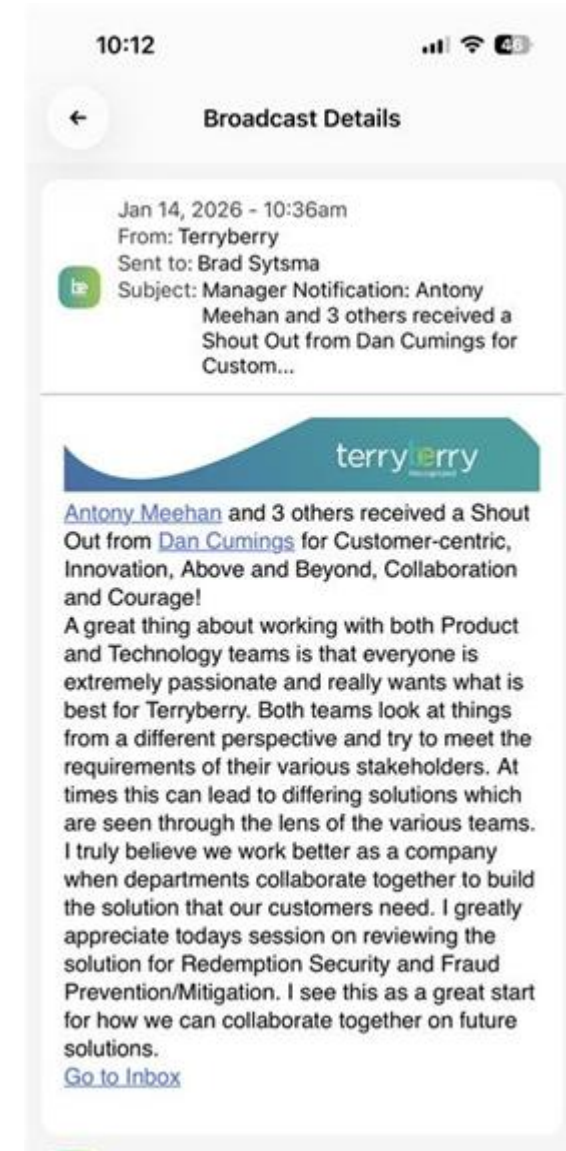 10:12
46
Broadcast Details
Jan 14, 2026 - 10:36am
From: Terryberry
Sent to: Brad Sytsma
be
Subject: Manager Notification: Antony
Meehan and 3 others received a
Shout Out from Dan Cumings for
Custom...
terryberry
Antony Meehan and 3 others received a Shout
Out from Dan Cumings for Customer-centric,
Innovation, Above and Beyond, Collaboration
and Courage!
A great thing about working with both Product
and Technology teams is that everyone is
extremely passionate and really wants what is
best for Terryberry. Both teams look at things
from a different perspective and try to meet the
requirements of their various stakeholders. At
times this can lead to differing solutions which
are seen through the lens of the various teams.
I truly believe we work better as a company
when departments collaborate together to build
the solution that our customers need. I greatly
appreciate todays session on reviewing the
solution for Redemption Security and Fraud
Prevention/Mitigation. I see this as a great start
for how we can collaborate together on future
solutions.
Go to Inbox